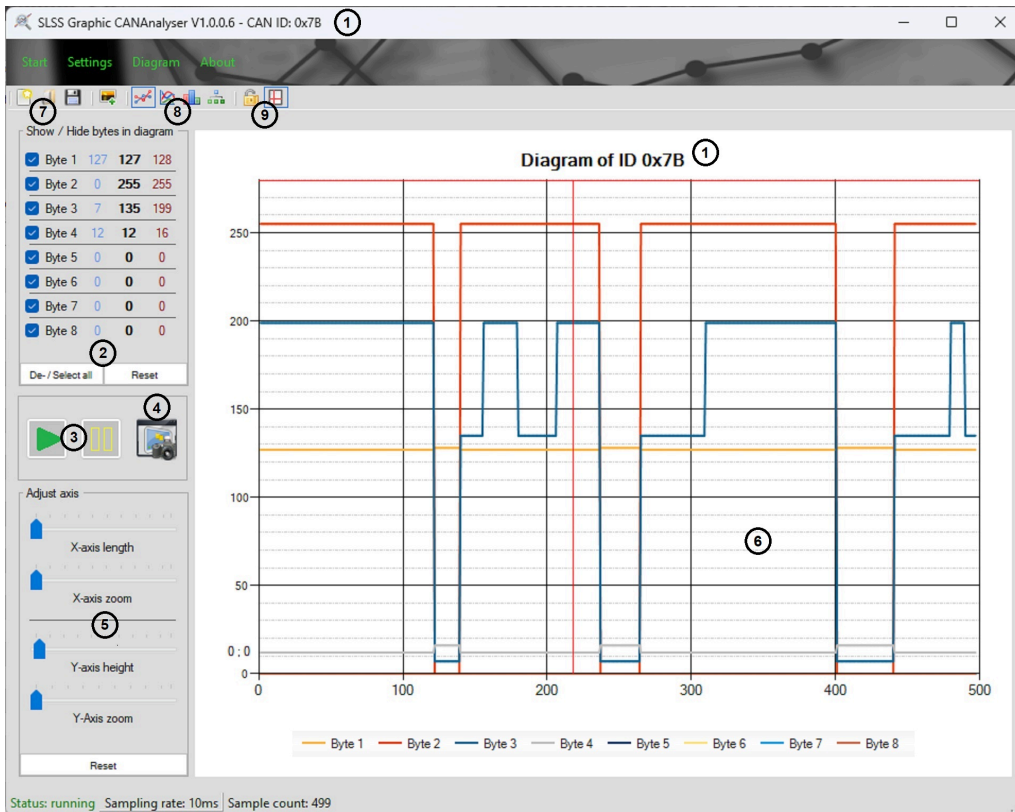 SLSS Graphic CANAnalyser V1.0.0.6 - CAN ID: 0x7B 1
Start Settings Diagram About
7 8 9
Show / Hide bytes in diagram
Byte 1 127 127 128
Byte 2 0 255 255
Byte 3 7 135 199
Byte 4 12 12 16
Byte 5 0 0 0
Byte 6 0 0 0
Byte 7 0 0 0
Byte 8 0 0 0
2
De- / Select all Reset
4
3
Adjust axis
X-axis length
X-axis zoom
5
Y-axis height
Y-Axis zoom
Reset
Diagram of ID 0x7B 1
250
200
150
100
6
50
0 ; 0
0
0 100 200 300 400 500
Byte 1 Byte 2 Byte 3 Byte 4 Byte 5 Byte 6 Byte 7 Byte 8
Status: running Sampling rate: 10ms Sample count: 499